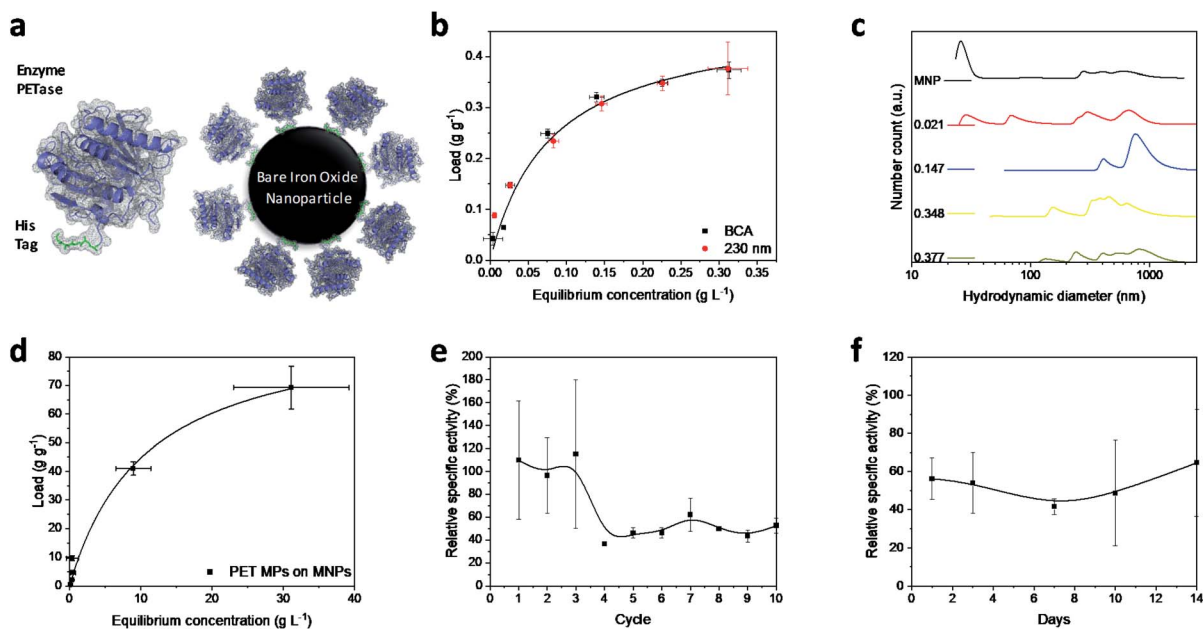 a
Enzyme
PETase
His
Tag
Bare Iron Oxide
Nanoparticle
b
Load (g g⁻¹)
0.4
0.3
0.2
0.1
0.0
0.00 0.05 0.10 0.15 0.20 0.25 0.30 0.35
Equilibrium concentration (g L⁻¹)
BCA
230 nm
c
Number count (a.u.)
MNP
0.021
0.147
0.348
0.377
10 100 1000
Hydrodynamic diameter (nm)
d
Load (g g⁻¹)
80
70
60
50
40
30
20
10
0
0 10 20 30 40
Equilibrium concentration (g L⁻¹)
PET MPs on MNPs
e
Relative specific activity (%)
200
180
160
140
120
100
80
60
40
20
0
0 1 2 3 4 5 6 7 8 9 10
Cycle
f
Relative specific activity (%)
120
100
80
60
40
20
0
0 2 4 6 8 10 12 14
Days